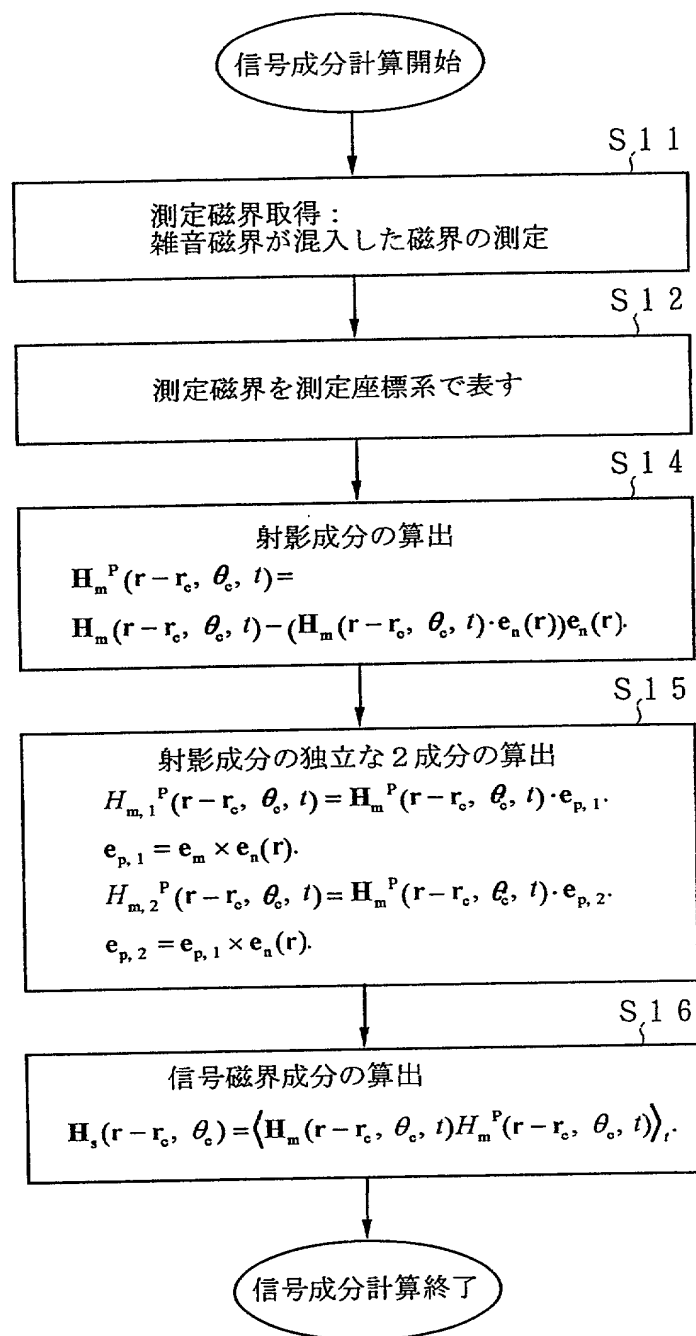 信号成分計算開始
S11
測定磁界取得：
雑音磁界が混入した磁界の測定
S12
測定磁界を測定座標系で表す
S14
射影成分の算出
H_m^P(r − r_c, θ_c, t) =
H_m(r − r_c, θ_c, t) − (H_m(r − r_c, θ_c, t)・e_n(r))e_n(r).
S15
射影成分の独立な２成分の算出
H_{m, 1}^P(r − r_c, θ_c, t) = H_m^P(r − r_c, θ_c, t)・e_{p, 1}.
e_{p, 1} = e_m × e_n(r).
H_{m, 2}^P(r − r_c, θ_c, t) = H_m^P(r − r_c, θ_c, t)・e_{p, 2}.
e_{p, 2} = e_{p, 1} × e_n(r).
S16
信号磁界成分の算出
H_s(r − r_c, θ_c) = ⟨H_m(r − r_c, θ_c, t)H_m^P(r − r_c, θ_c, t)⟩_t.
信号成分計算終了